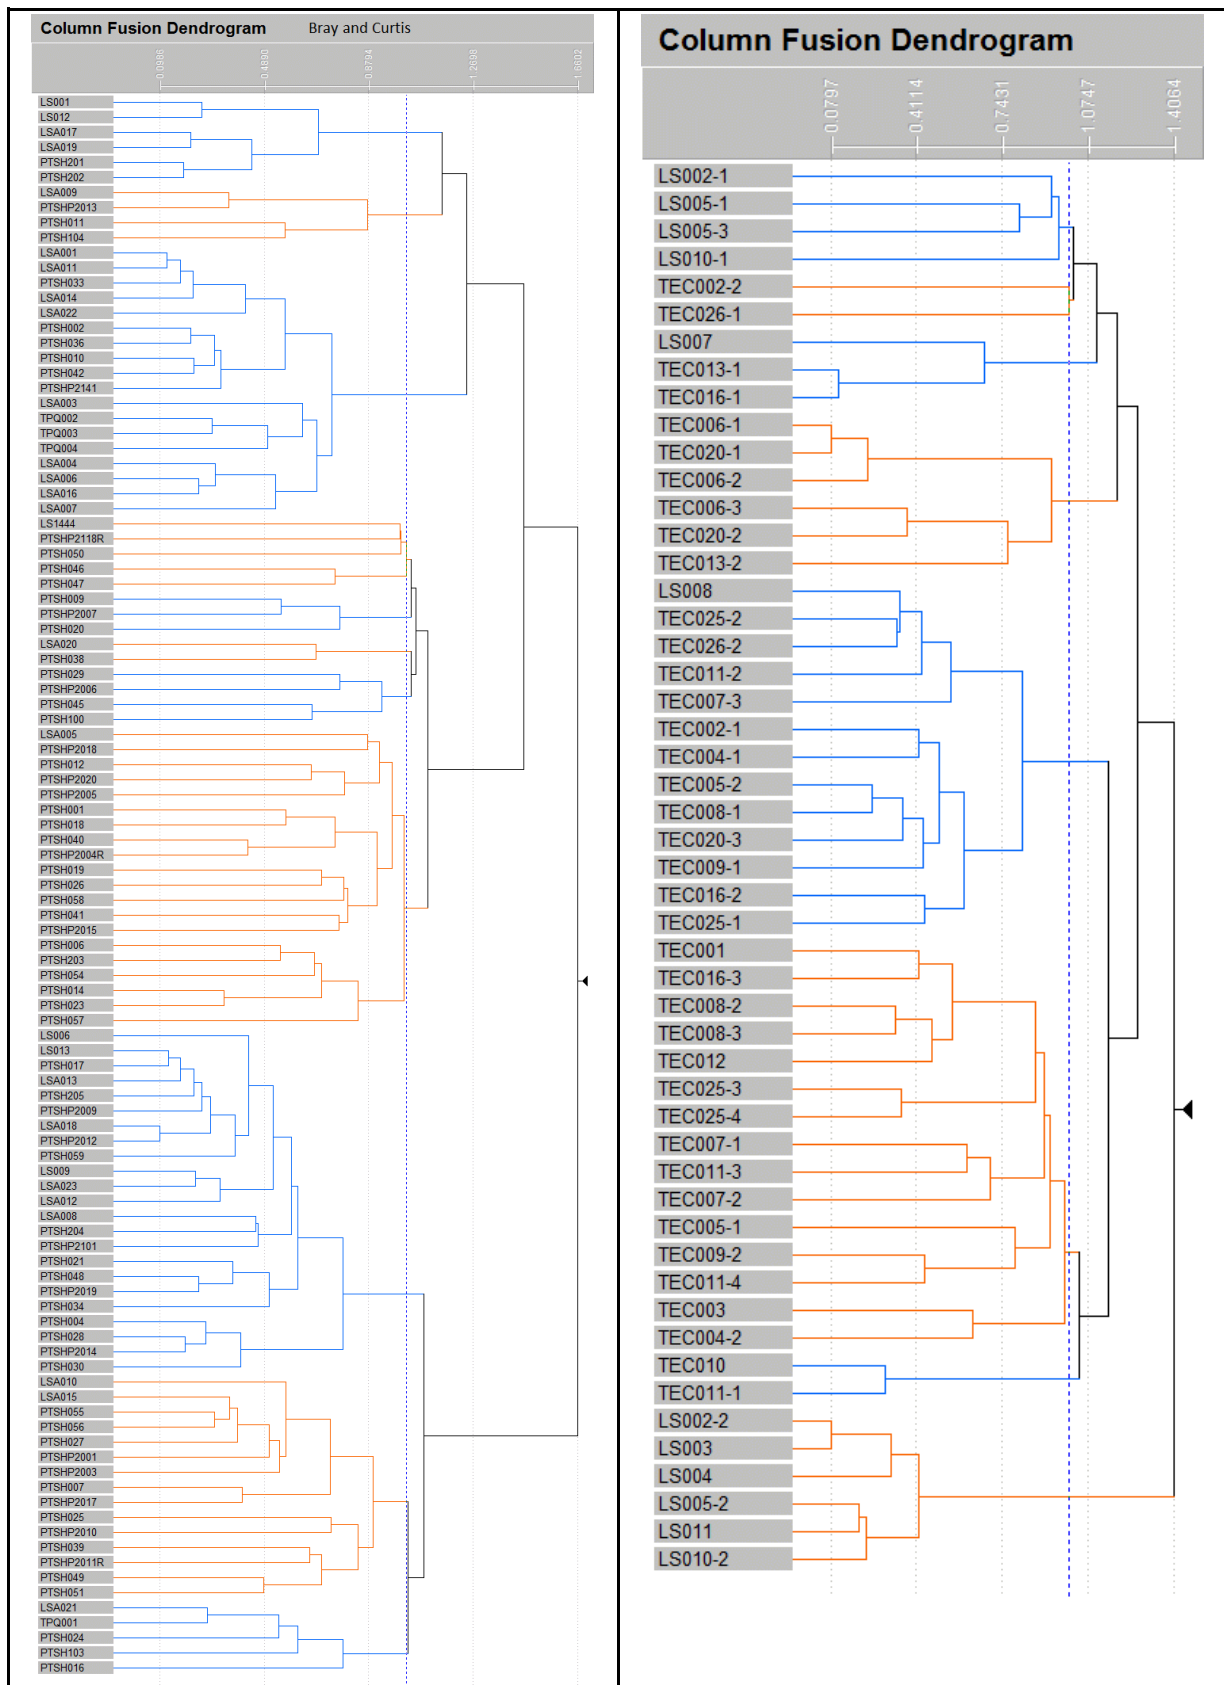 Column Fusion Dendrogram Bray and Curtis
0.0986 0.4890 0.8794 1.2698 1.6602
LS001
LS012
LSA017
LSA019
PTSH201
PTSH202
LSA009
PTSHP2013
PTSH011
PTSH104
LSA001
LSA011
PTSH033
LSA014
LSA022
PTSH002
PTSH036
PTSH010
PTSH042
PTSHP2141
LSA003
TPQ002
TPQ003
TPQ004
LSA004
LSA006
LSA016
LSA007
LS1444
PTSHP2118R
PTSH050
PTSH046
PTSH047
PTSH009
PTSHP2007
PTSH020
LSA020
PTSH038
PTSH029
PTSHP2006
PTSH045
PTSH100
LSA005
PTSHP2018
PTSH012
PTSHP2020
PTSHP2005
PTSH001
PTSH018
PTSH040
PTSHP2004R
PTSH019
PTSH026
PTSH058
PTSH041
PTSHP2015
PTSH006
PTSH203
PTSH054
PTSH014
PTSH023
PTSH057
LS006
LS013
PTSH017
LSA013
PTSH205
PTSHP2009
LSA018
PTSHP2012
PTSH059
LS009
LSA023
LSA012
LSA008
PTSH204
PTSHP2101
PTSH021
PTSH048
PTSHP2019
PTSH034
PTSH004
PTSH028
PTSHP2014
PTSH030
LSA010
LSA015
PTSH055
PTSH056
PTSH027
PTSHP2001
PTSHP2003
PTSH007
PTSHP2017
PTSH025
PTSHP2010
PTSH039
PTSHP2011R
PTSH049
PTSH051
LSA021
TPQ001
PTSH024
PTSH103
PTSH016
Column Fusion Dendrogram
0.0797 0.4114 0.7431 1.0747 1.4064
LS002-1
LS005-1
LS005-3
LS010-1
TEC002-2
TEC026-1
LS007
TEC013-1
TEC016-1
TEC006-1
TEC020-1
TEC006-2
TEC006-3
TEC020-2
TEC013-2
LS008
TEC025-2
TEC026-2
TEC011-2
TEC007-3
TEC002-1
TEC004-1
TEC005-2
TEC008-1
TEC020-3
TEC009-1
TEC016-2
TEC025-1
TEC001
TEC016-3
TEC008-2
TEC008-3
TEC012
TEC025-3
TEC025-4
TEC007-1
TEC011-3
TEC007-2
TEC005-1
TEC009-2
TEC011-4
TEC003
TEC004-2
TEC010
TEC011-1
LS002-2
LS003
LS004
LS005-2
LS011
LS010-2